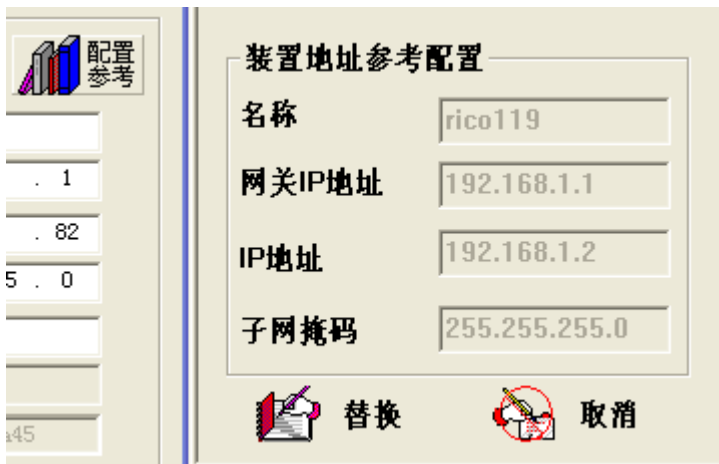 配置
参考
. 1
. 82
5 . 0
45
装置地址参考配置
名称
rico119
网关IP地址
192.168.1.1
IP地址
192.168.1.2
子网掩码
255.255.255.0
替换
取消